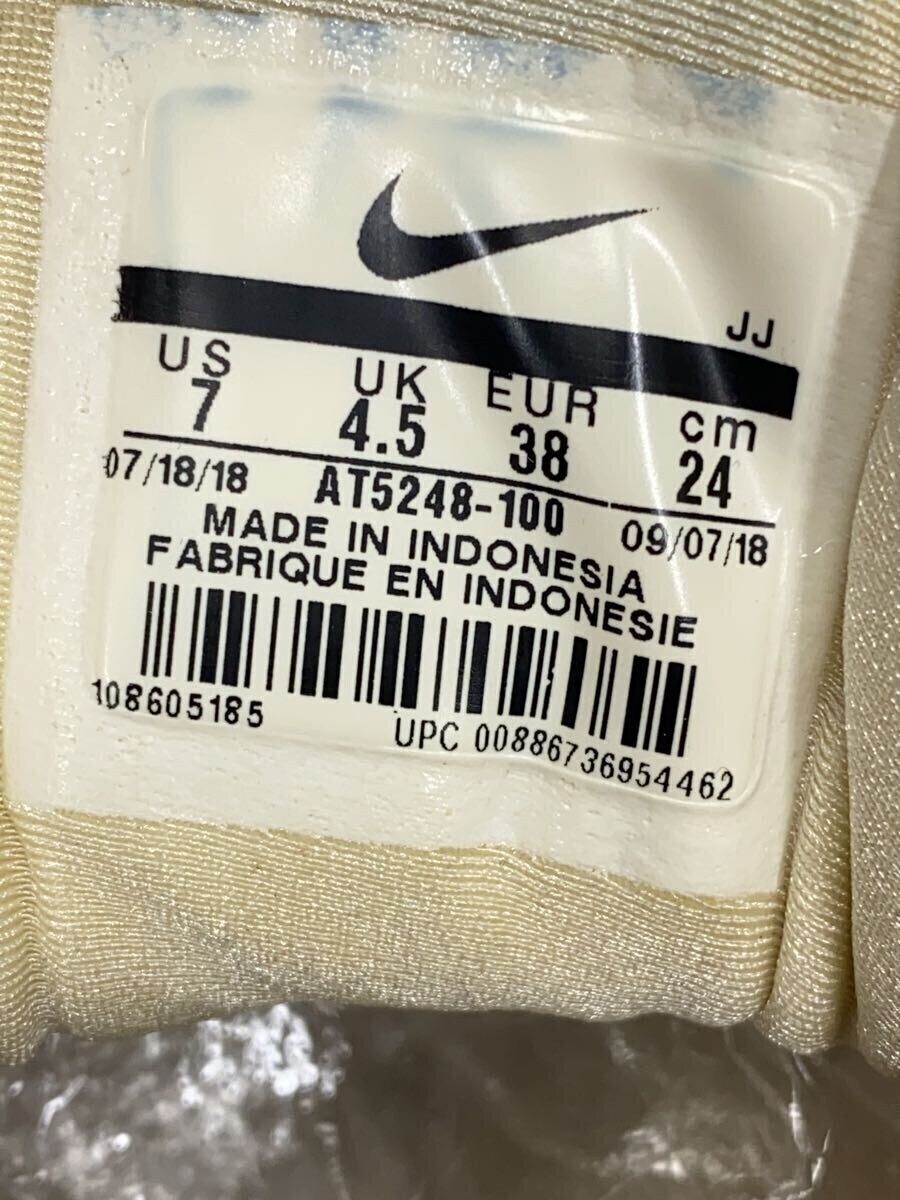 JJ
US UK EUR cm
7 4.5 38 24
07/18/18 AT5248-100 09/07/18
MADE IN INDONESIA
FABRIQUE EN INDONESIE
108605185 UPC 00886736954462